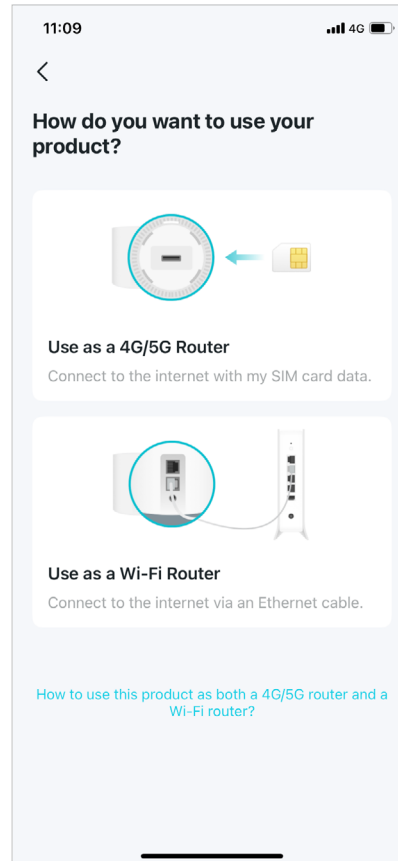 11:09
4G
How do you want to use your
product?
Use as a 4G/5G Router
Connect to the internet with my SIM card data.
Use as a Wi-Fi Router
Connect to the internet via an Ethernet cable.
How to use this product as both a 4G/5G router and a
Wi-Fi router?